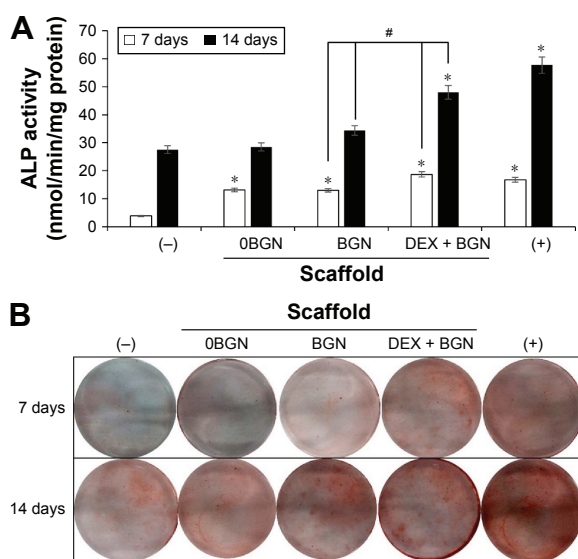 A
7 days 14 days
#
ALP activity
(nmol/min/mg protein)
70
60
50
40
30
20
10
0
* * * * * *
(–) 0BGN BGN DEX + BGN (+)
Scaffold
B
Scaffold
(–) 0BGN BGN DEX + BGN (+)
7 days
14 days